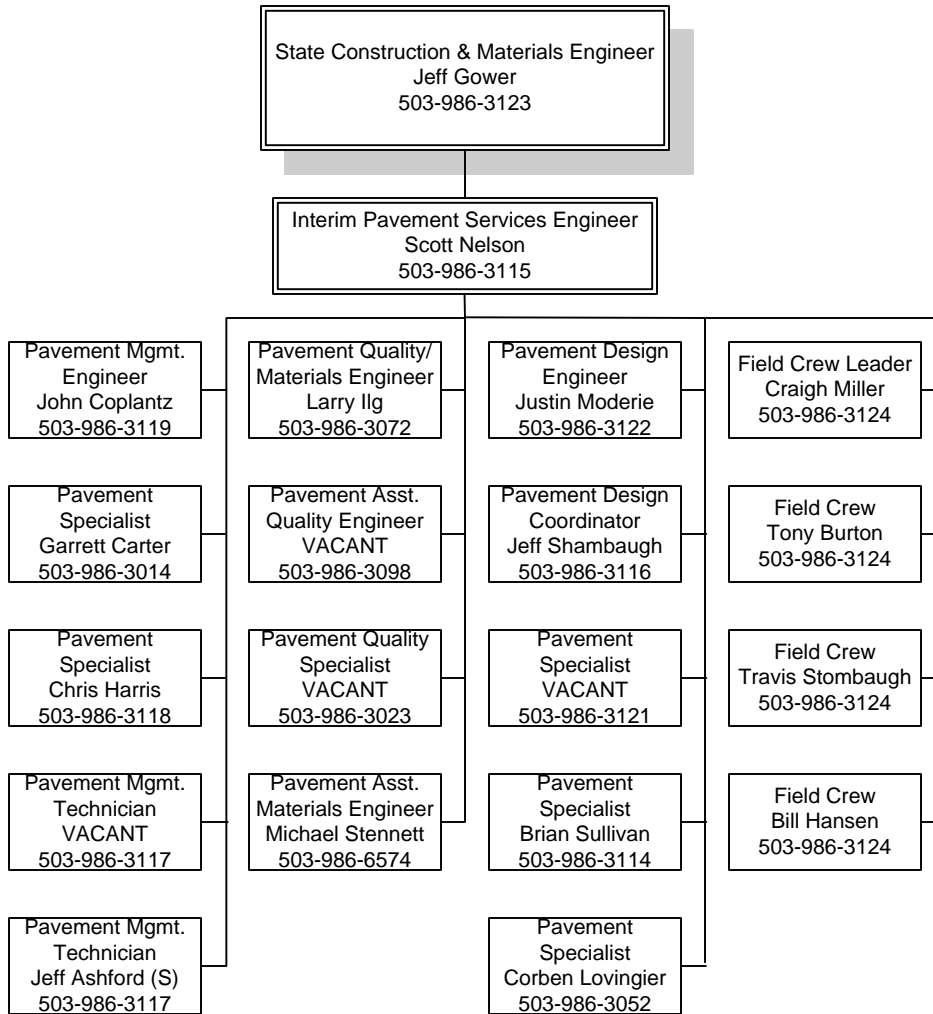 State Construction & Materials Engineer
Jeff Gower
503-986-3123
Interim Pavement Services Engineer
Scott Nelson
503-986-3115
Pavement Mgmt.
Engineer
John Coplantz
503-986-3119
Pavement
Specialist
Garrett Carter
503-986-3014
Pavement
Specialist
Chris Harris
503-986-3118
Pavement Mgmt.
Technician
VACANT
503-986-3117
Pavement Mgmt.
Technician
Jeff Ashford (S)
503-986-3117
Pavement Quality/
Materials Engineer
Larry Ilg
503-986-3072
Pavement Asst.
Quality Engineer
VACANT
503-986-3098
Pavement Quality
Specialist
VACANT
503-986-3023
Pavement Asst.
Materials Engineer
Michael Stennett
503-986-6574
Pavement Design
Engineer
Justin Moderie
503-986-3122
Pavement Design
Coordinator
Jeff Shambaugh
503-986-3116
Pavement
Specialist
VACANT
503-986-3121
Pavement
Specialist
Brian Sullivan
503-986-3114
Pavement
Specialist
Corben Lovingier
503-986-3052
Field Crew Leader
Craigh Miller
503-986-3124
Field Crew
Tony Burton
503-986-3124
Field Crew
Travis Stombaugh
503-986-3124
Field Crew
Bill Hansen
503-986-3124